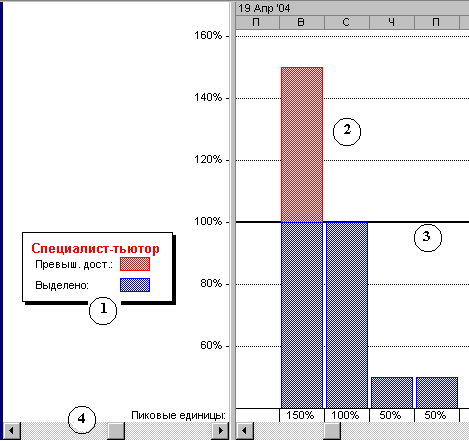 19 Апр '04
П В С Ч П
160%
140%
2
120%
100%
3
Специалист-тьютор
Превыш. дост.:
Выделено:
1
80%
60%
4
Пиковые единицы:
150% 100% 50% 50%